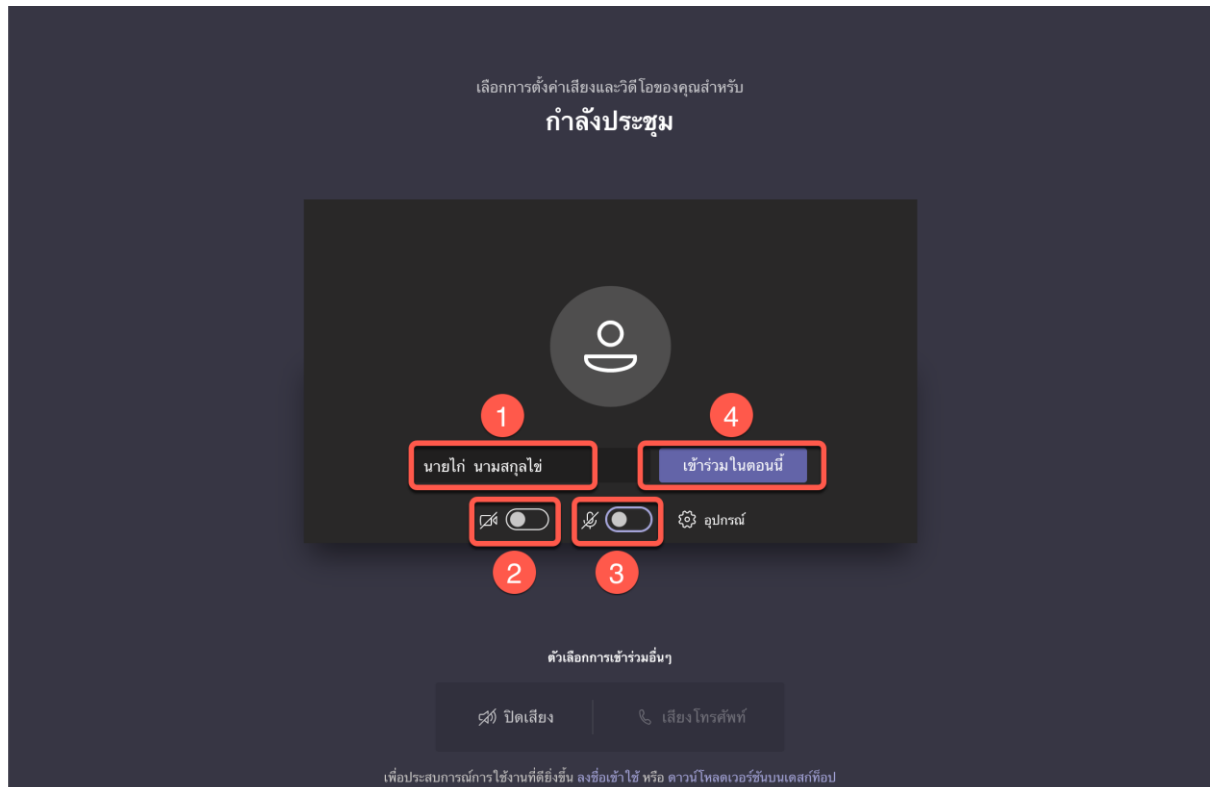 เลือกการตั้งค่าเสียงและวิดีโอของคุณสำหรับ
กำลังประชุม
1
4
นายไก่ นามสกุลไข่
เข้าร่วมในตอนนี้
อุปกรณ์
2
3
ตัวเลือกการเข้าร่วมอื่นๆ
ปิดเสียง
เสียงโทรศัพท์
เพื่อประสบการณ์การใช้งานที่ดียิ่งขึ้น ลงชื่อเข้าใช้ หรือ ดาวน์โหลดเวอร์ชันบนเดสก์ท็อป